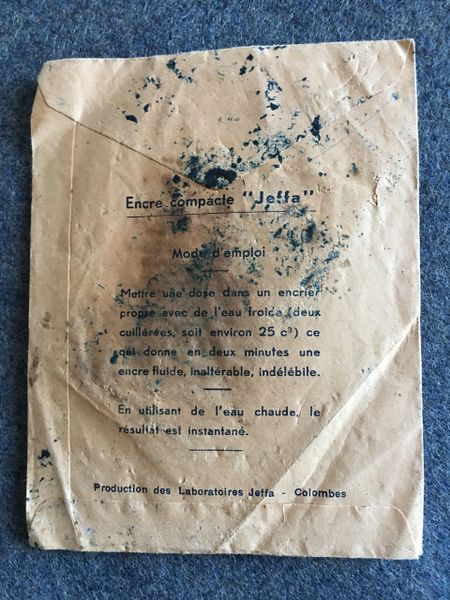 Encre compacte "Jeffa"
Mode d'emploi
Mettre une dose dans un encrier
propre avec de l'eau froide (deux
cuillérées, soit environ 25 c³) ce
qui donne en deux minutes une
encre fluide, inaltérable, indélébile.
En utilisant de l'eau chaude, le
résultat est instantané.
Production des Laboratoires Jeffa - Colombes